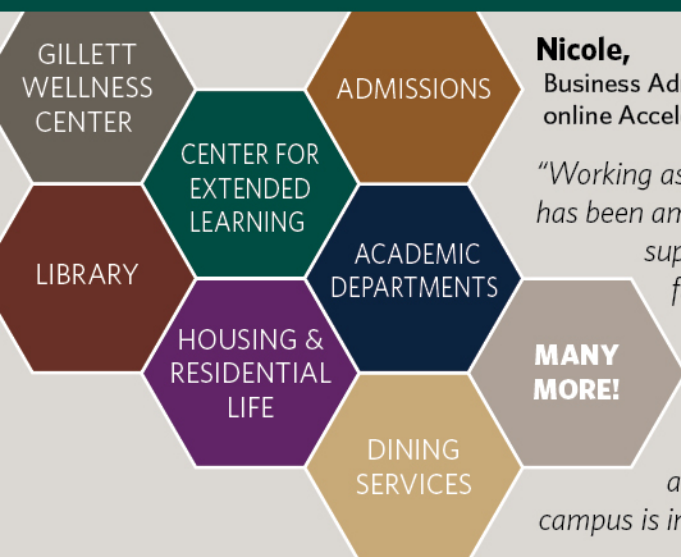 GILLETT
WELLNESS
CENTER
ADMISSIONS
CENTER FOR
EXTENDED
LEARNING
LIBRARY
ACADEMIC
DEPARTMENTS
HOUSING &
RESIDENTIAL
LIFE
MANY
MORE!
DINING
SERVICES
Nicole,
Business Ad
online Accel
“Working as
has been an
sup
f
a
campus is i